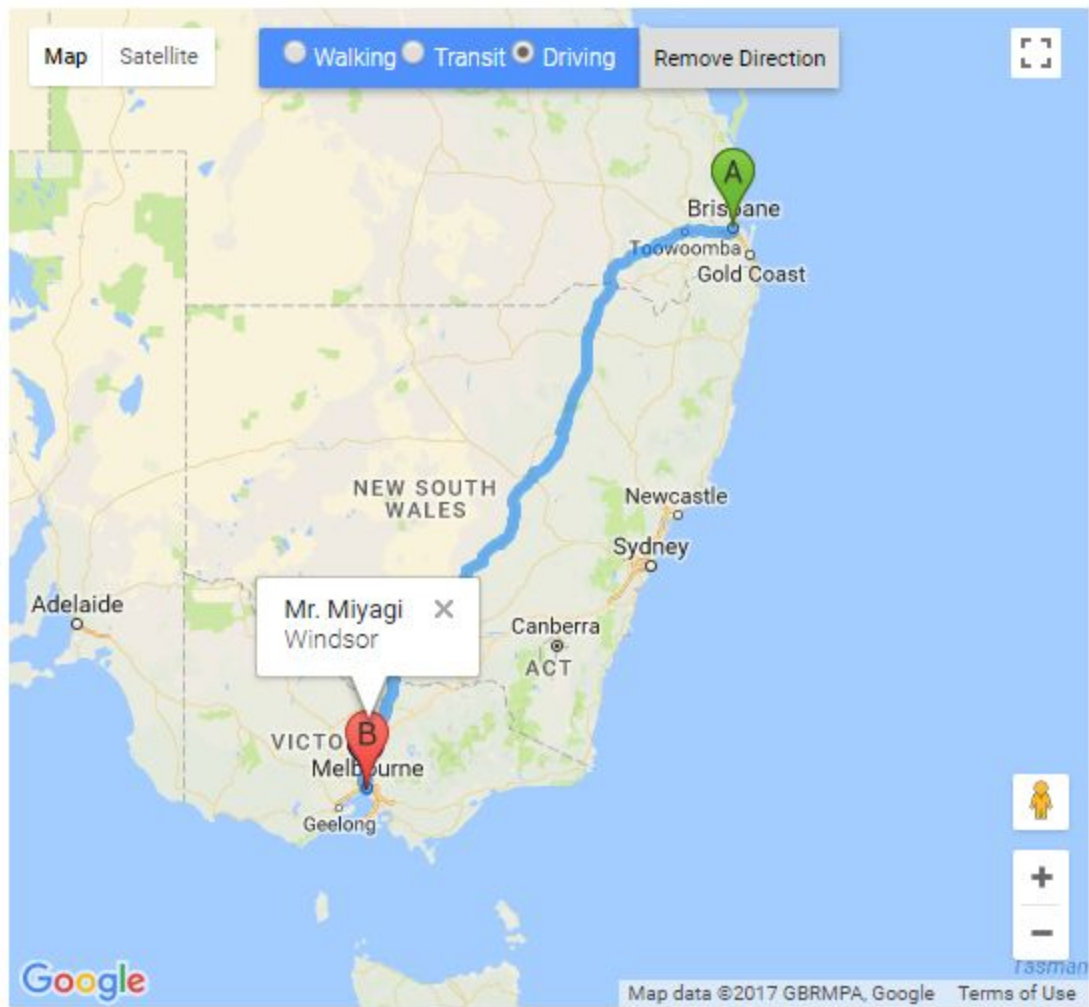 Map Satellite
Walking Transit Driving Remove Direction
A
Brisbane
Toowoomba
Gold Coast
NEW SOUTH
WALES
Newcastle
Sydney
Adelaide
Mr. Miyagi
Windsor
Canberra
ACT
B
Melbourne
Geelong
+
−
Google
Tasman
Map data ©2017 GBRMPA, Google Terms of Use